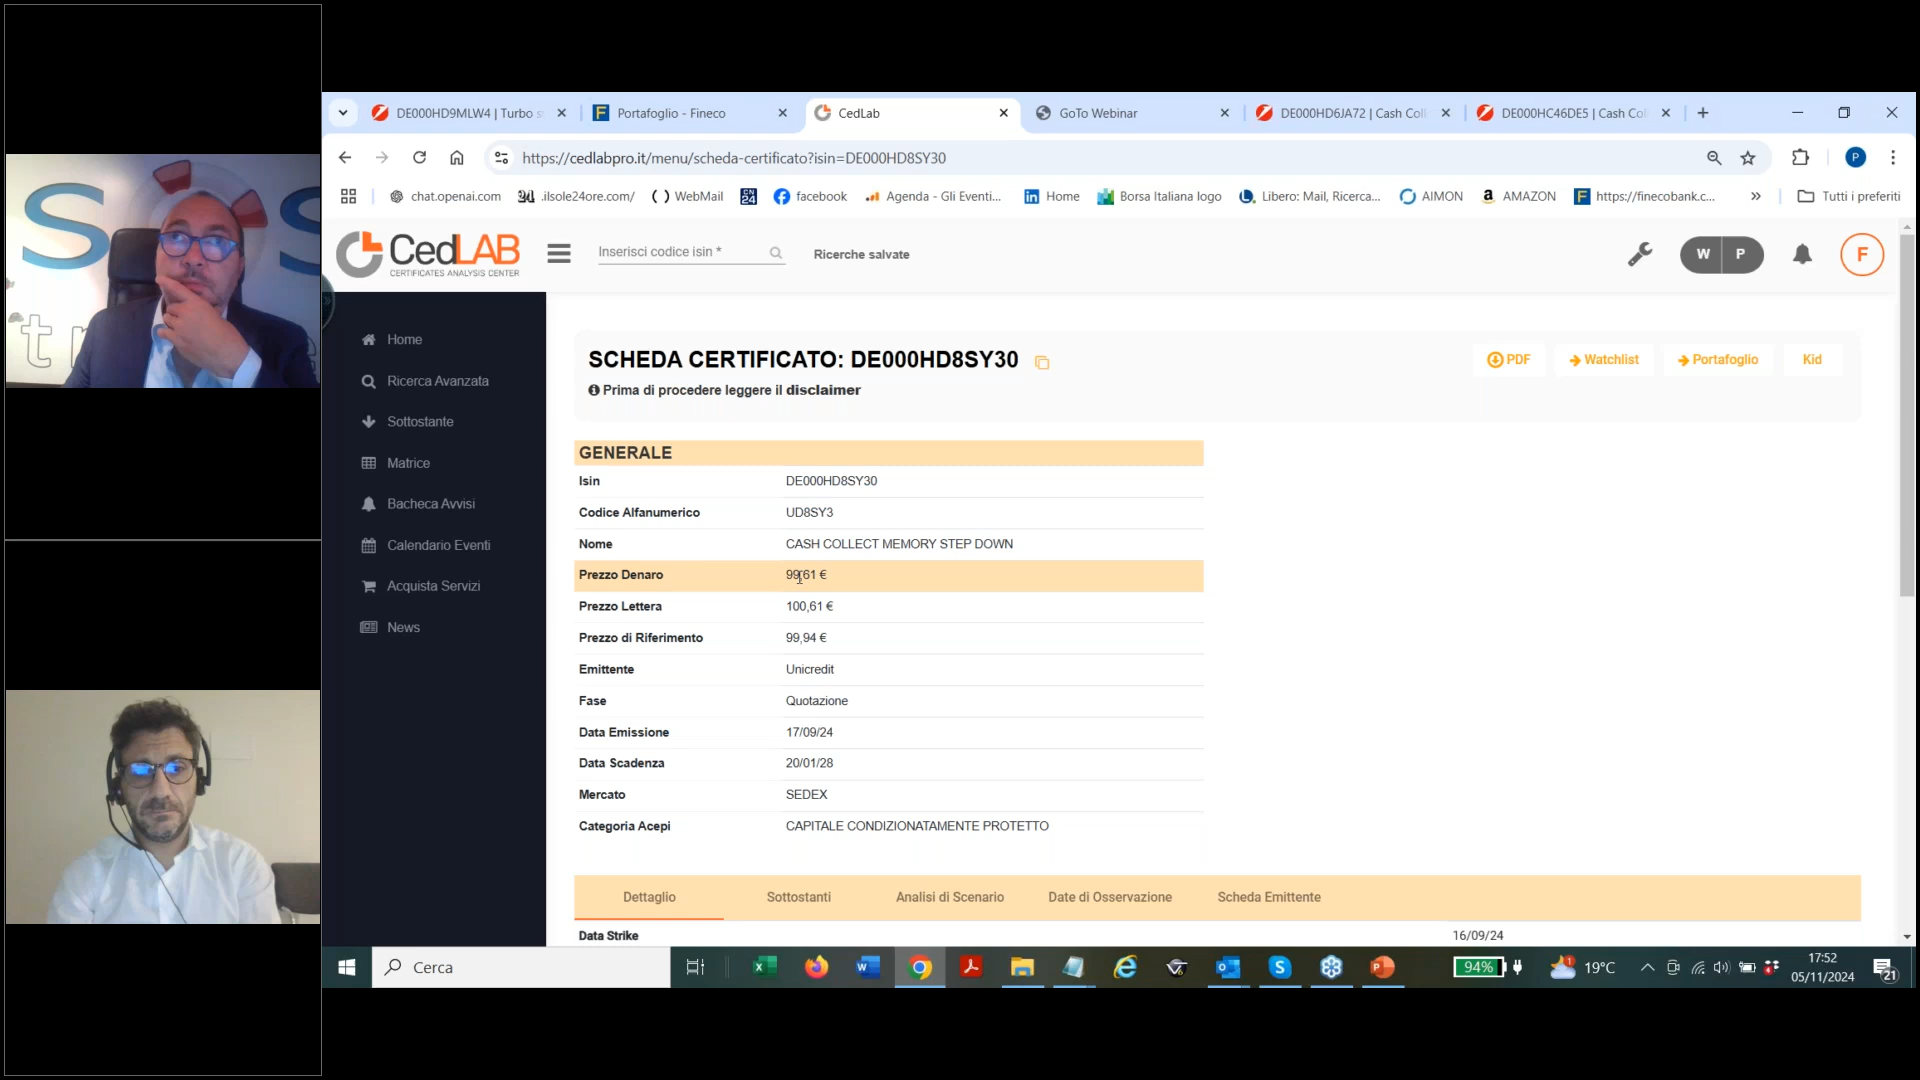 DE000HD9MLW4 | Turbo s
Portafoglio - Fineco
CedLab
GoTo Webinar
DE000HD6JA72 | Cash Coll
DE000HC46DE5 | Cash Col
https://cedlabpro.it/menu/scheda-certificato?isin=DE000HD8SY30
P
chat.openai.com
24
.ilsole24ore.com/
WebMail
CN
24
facebook
Agenda - Gli Eventi...
Home
Borsa Italiana logo
Libero: Mail, Ricerca...
AIMON
AMAZON
https://finecobank.c...
»
Tutti i preferiti
CedLAB
CERTIFICATES ANALYSIS CENTER
Inserisci codice isin *
Ricerche salvate
W P
F
Home
Ricerca Avanzata
Sottostante
Matrice
Bacheca Avvisi
Calendario Eventi
Acquista Servizi
News
SCHEDA CERTIFICATO: DE000HD8SY30
Prima di procedere leggere il disclaimer
PDF
Watchlist
Portafoglio
Kid
GENERALE
Isin DE000HD8SY30
Codice Alfanumerico UD8SY3
Nome CASH COLLECT MEMORY STEP DOWN
Prezzo Denaro 99,61 €
Prezzo Lettera 100,61 €
Prezzo di Riferimento 99,94 €
Emittente Unicredit
Fase Quotazione
Data Emissione 17/09/24
Data Scadenza 20/01/28
Mercato SEDEX
Categoria Acepi CAPITALE CONDIZIONATAMENTE PROTETTO
Dettaglio
Sottostanti
Analisi di Scenario
Date di Osservazione
Scheda Emittente
Data Strike 16/09/24
Cerca
94%
19°C
17:52
05/11/2024
21